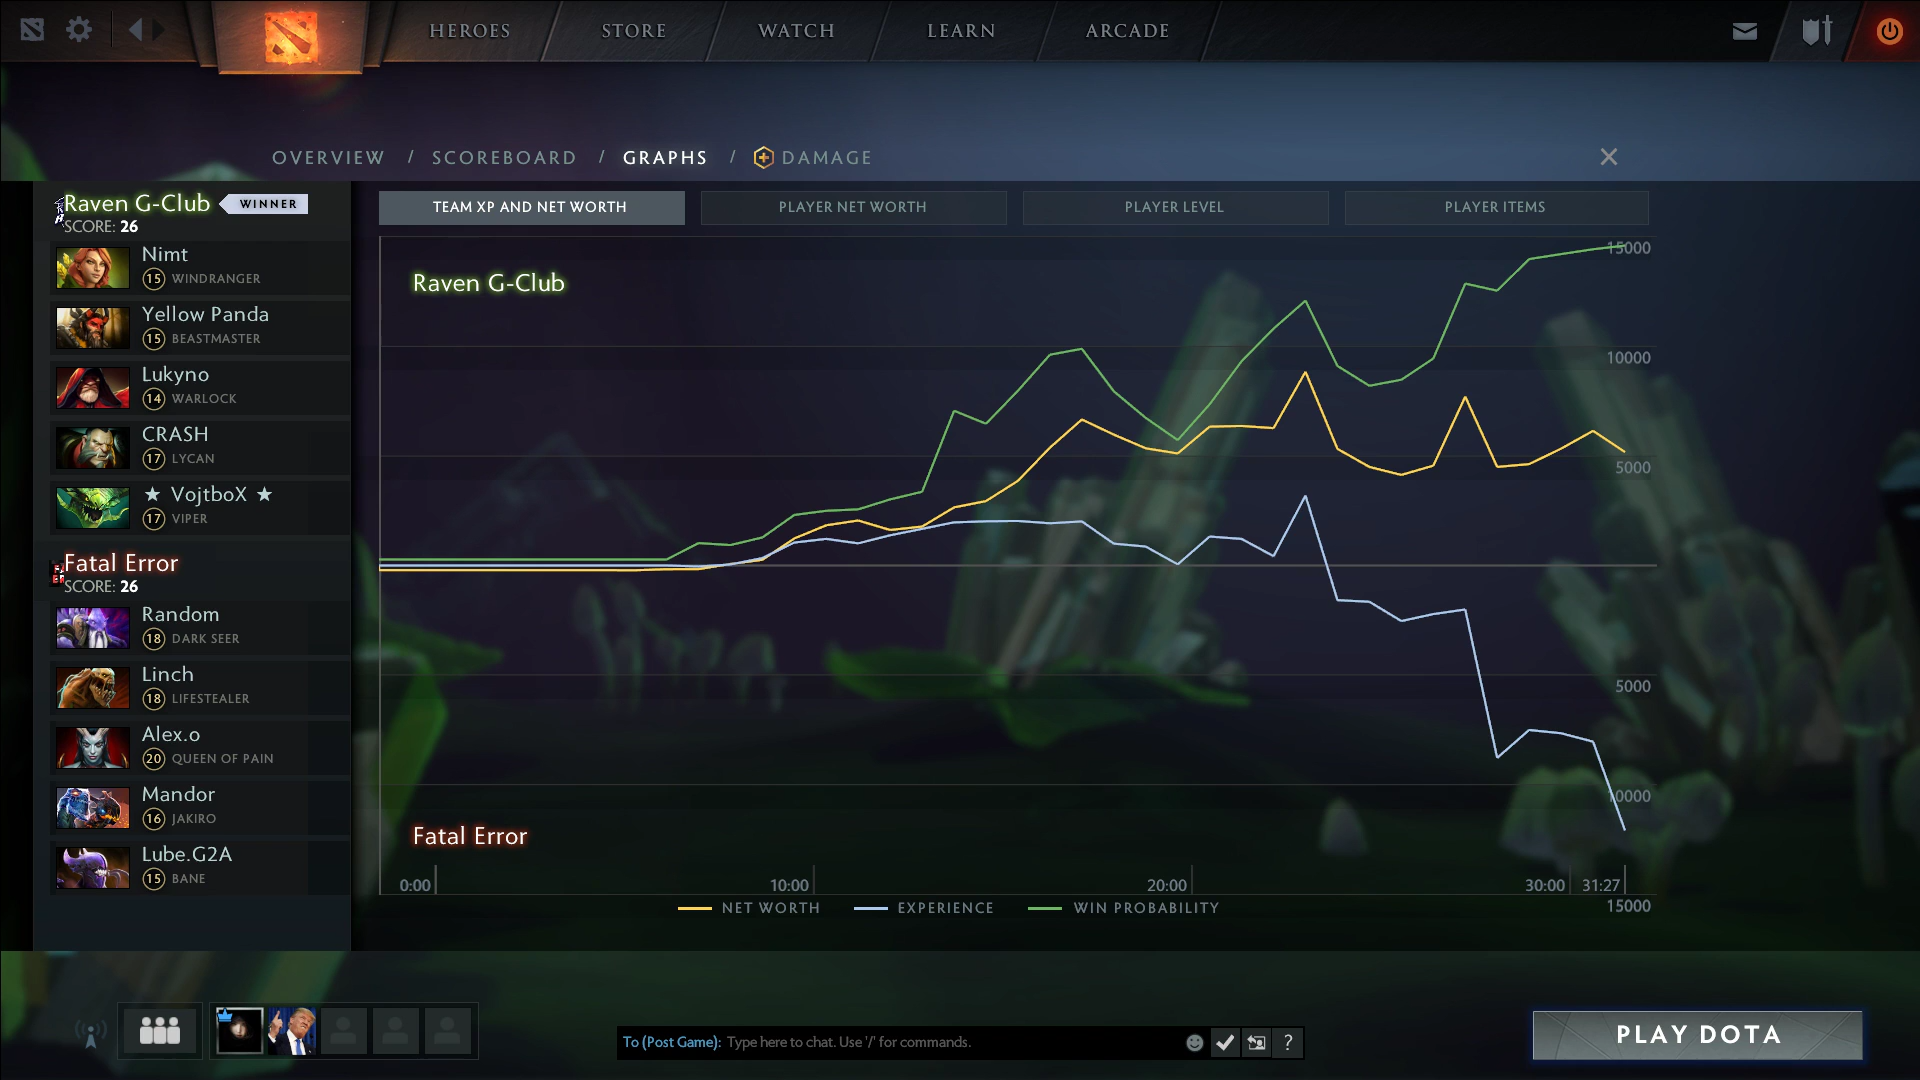 HEROES
STORE
WATCH
LEARN
ARCADE
OVERVIEW / SCOREBOARD / GRAPHS / DAMAGE
Raven G-Club WINNER
SCORE: 26
Nimt
15 WINDRANGER
Yellow Panda
15 BEASTMASTER
Lukyno
14 WARLOCK
CRASH
17 LYCAN
★ VojtboX ★
17 VIPER
Fatal Error
SCORE: 26
Random
18 DARK SEER
Linch
18 LIFESTEALER
Alex.o
20 QUEEN OF PAIN
Mandor
16 JAKIRO
Lube.G2A
15 BANE
TEAM XP AND NET WORTH
PLAYER NET WORTH
PLAYER LEVEL
PLAYER ITEMS
Raven G-Club
15000
10000
5000
5000
10000
Fatal Error
0:00
10:00
20:00
30:00
31:27
15000
NET WORTH
EXPERIENCE
WIN PROBABILITY
To (Post Game): Type here to chat. Use '/' for commands.
?
PLAY DOTA